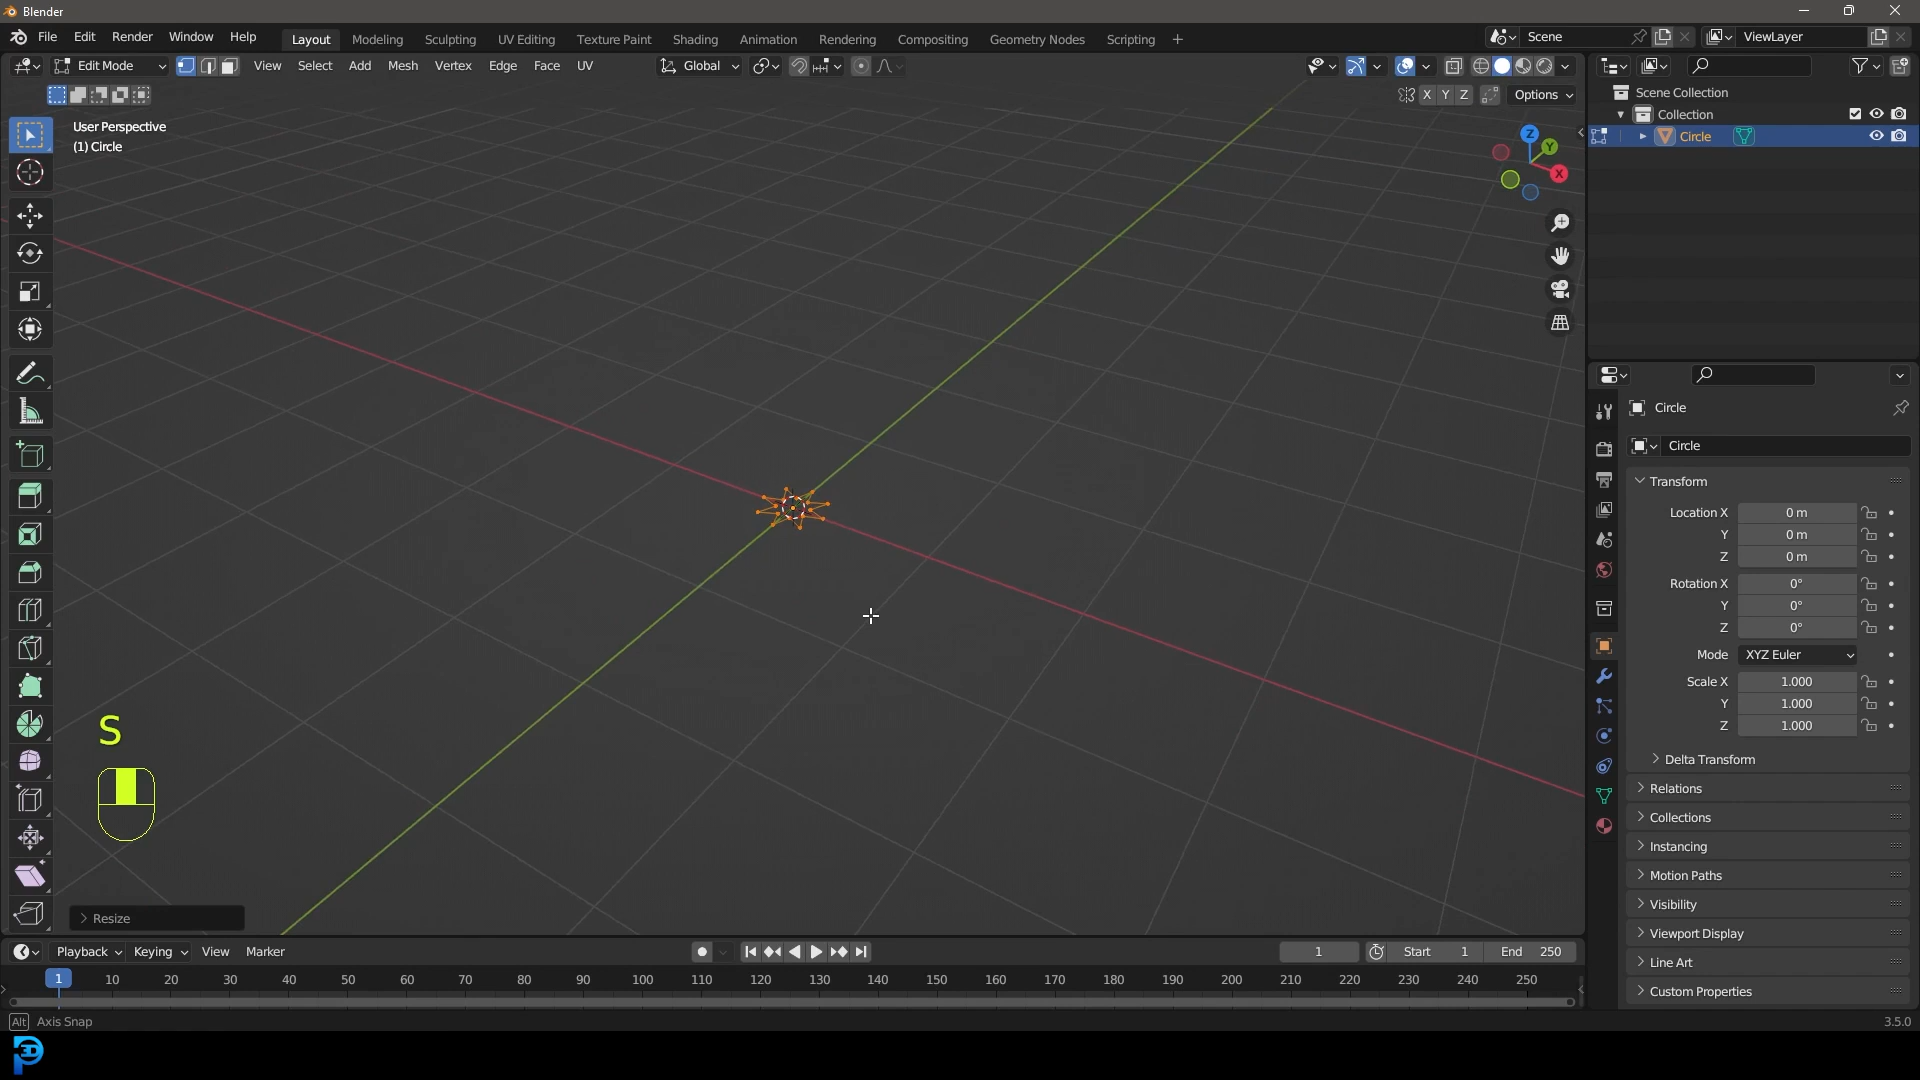 Blender
File Edit Render Window Help Layout Modeling Sculpting UV Editing Texture Paint Shading Animation Rendering Compositing Geometry Nodes Scripting + Scene ViewLayer
Edit Mode View Select Add Mesh Vertex Edge Face UV Global
X Y Z Options
User Perspective
(1) Circle
Z
Y
X
Scene Collection
Collection
Circle
Circle
Circle
Transform
Location X 0 m
Y 0 m
Z 0 m
Rotation X 0°
Y 0°
Z 0°
Mode XYZ Euler
Scale X 1.000
Y 1.000
Z 1.000
Delta Transform
Relations
Collections
Instancing
Motion Paths
Visibility
Viewport Display
Line Art
Custom Properties
S
Resize
Playback Keying View Marker 1 Start 1 End 250
1 10 20 30 40 50 60 70 80 90 100 110 120 130 140 150 160 170 180 190 200 210 220 230 240 250
Alt Axis Snap 3.5.0
3D